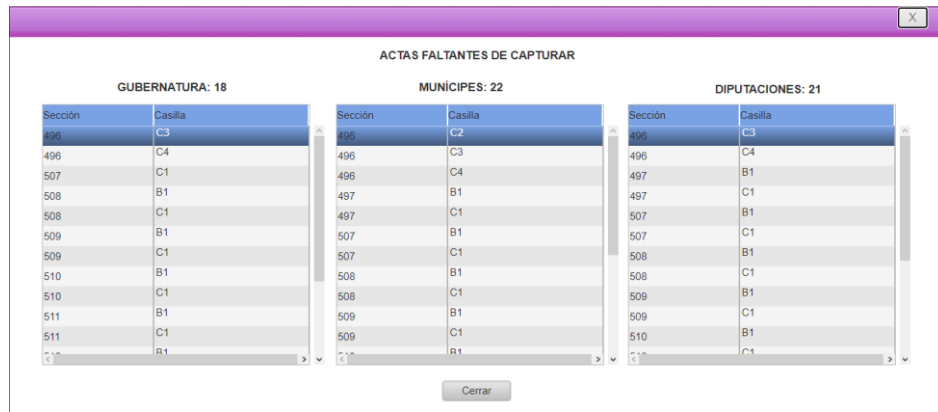 X
ACTAS FALTANTES DE CAPTURAR
GUBERNATURA: 18
Sección Casilla
496 C3
496 C4
507 C1
508 B1
508 C1
509 B1
509 C1
510 B1
510 C1
511 B1
511 C1
B1
MUNÍCIPES: 22
Sección Casilla
496 C2
496 C3
496 C4
497 B1
497 C1
507 B1
507 C1
508 B1
508 C1
509 B1
509 C1
B1
DIPUTACIONES: 21
Sección Casilla
496 C3
496 C4
497 B1
497 C1
507 B1
507 C1
508 B1
508 C1
509 B1
509 C1
510 B1
C1
Cerrar